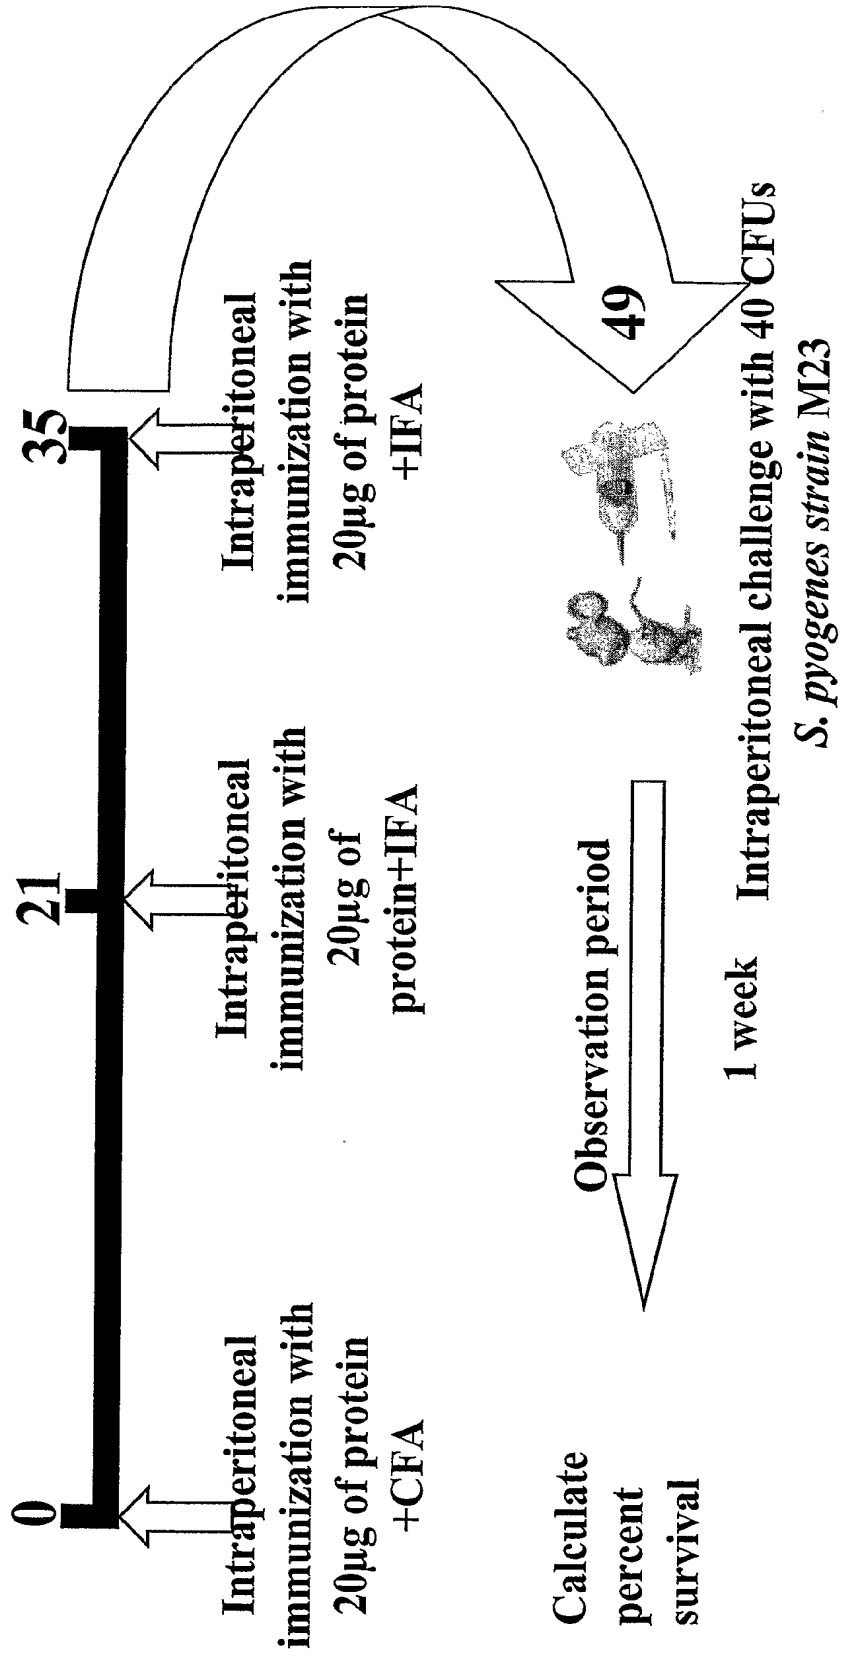 0
21
35
Intraperitoneal
immunization with
20µg of protein
+CFA
Intraperitoneal
immunization with
20µg of
protein+IFA
Intraperitoneal
immunization with
20µg of protein
+IFA
49
Intraperitoneal challenge with 40 CFUs
S. pyogenes strain M23
Observation period
1 week
Calculate
percent
survival